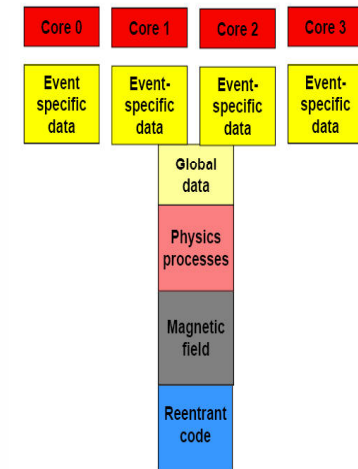 Core 0
Core 1
Core 2
Core 3
Event
specific
data
Event-
specific
data
Event-
specific
data
Event-
specific
data
Global
data
Physics
processes
Magnetic
field
Reentrant
code